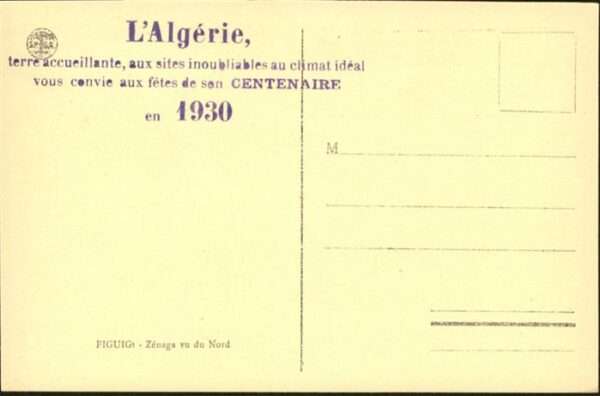 L'Algérie,
terre accueillante, aux sites inoubliables au climat idéal
vous convie aux fêtes de son CENTENAIRE
en 1930
M
FIGUIG - Zénaga vu du Nord